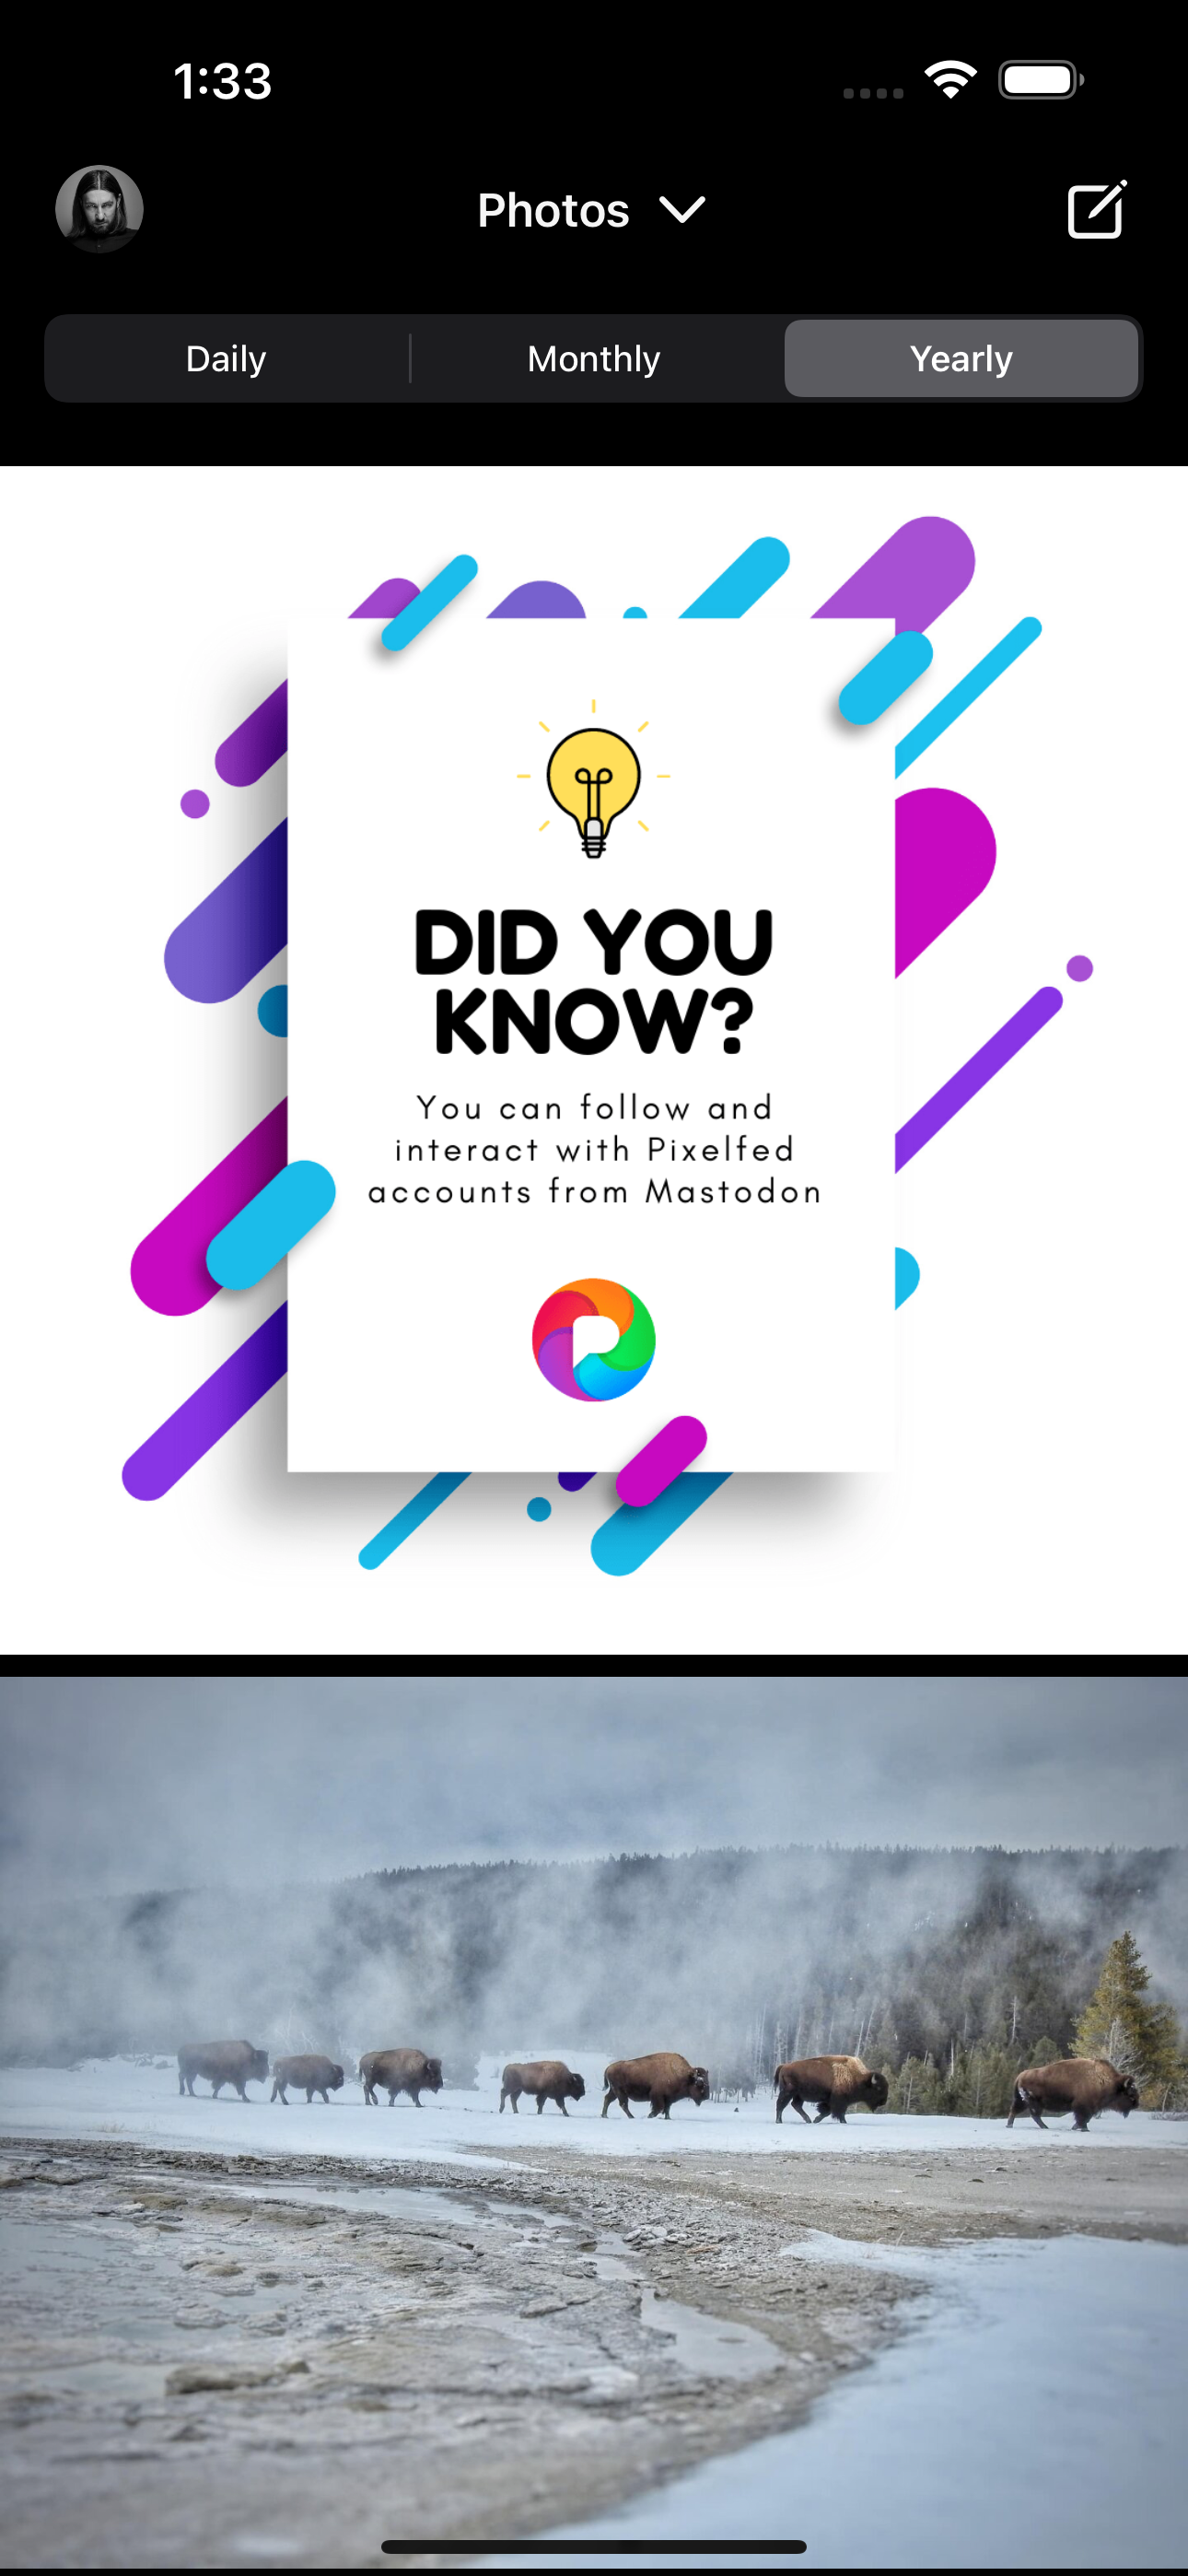 1:33
Photos
Daily Monthly Yearly
DID YOU
KNOW?
You can follow and
interact with Pixelfed
accounts from Mastodon